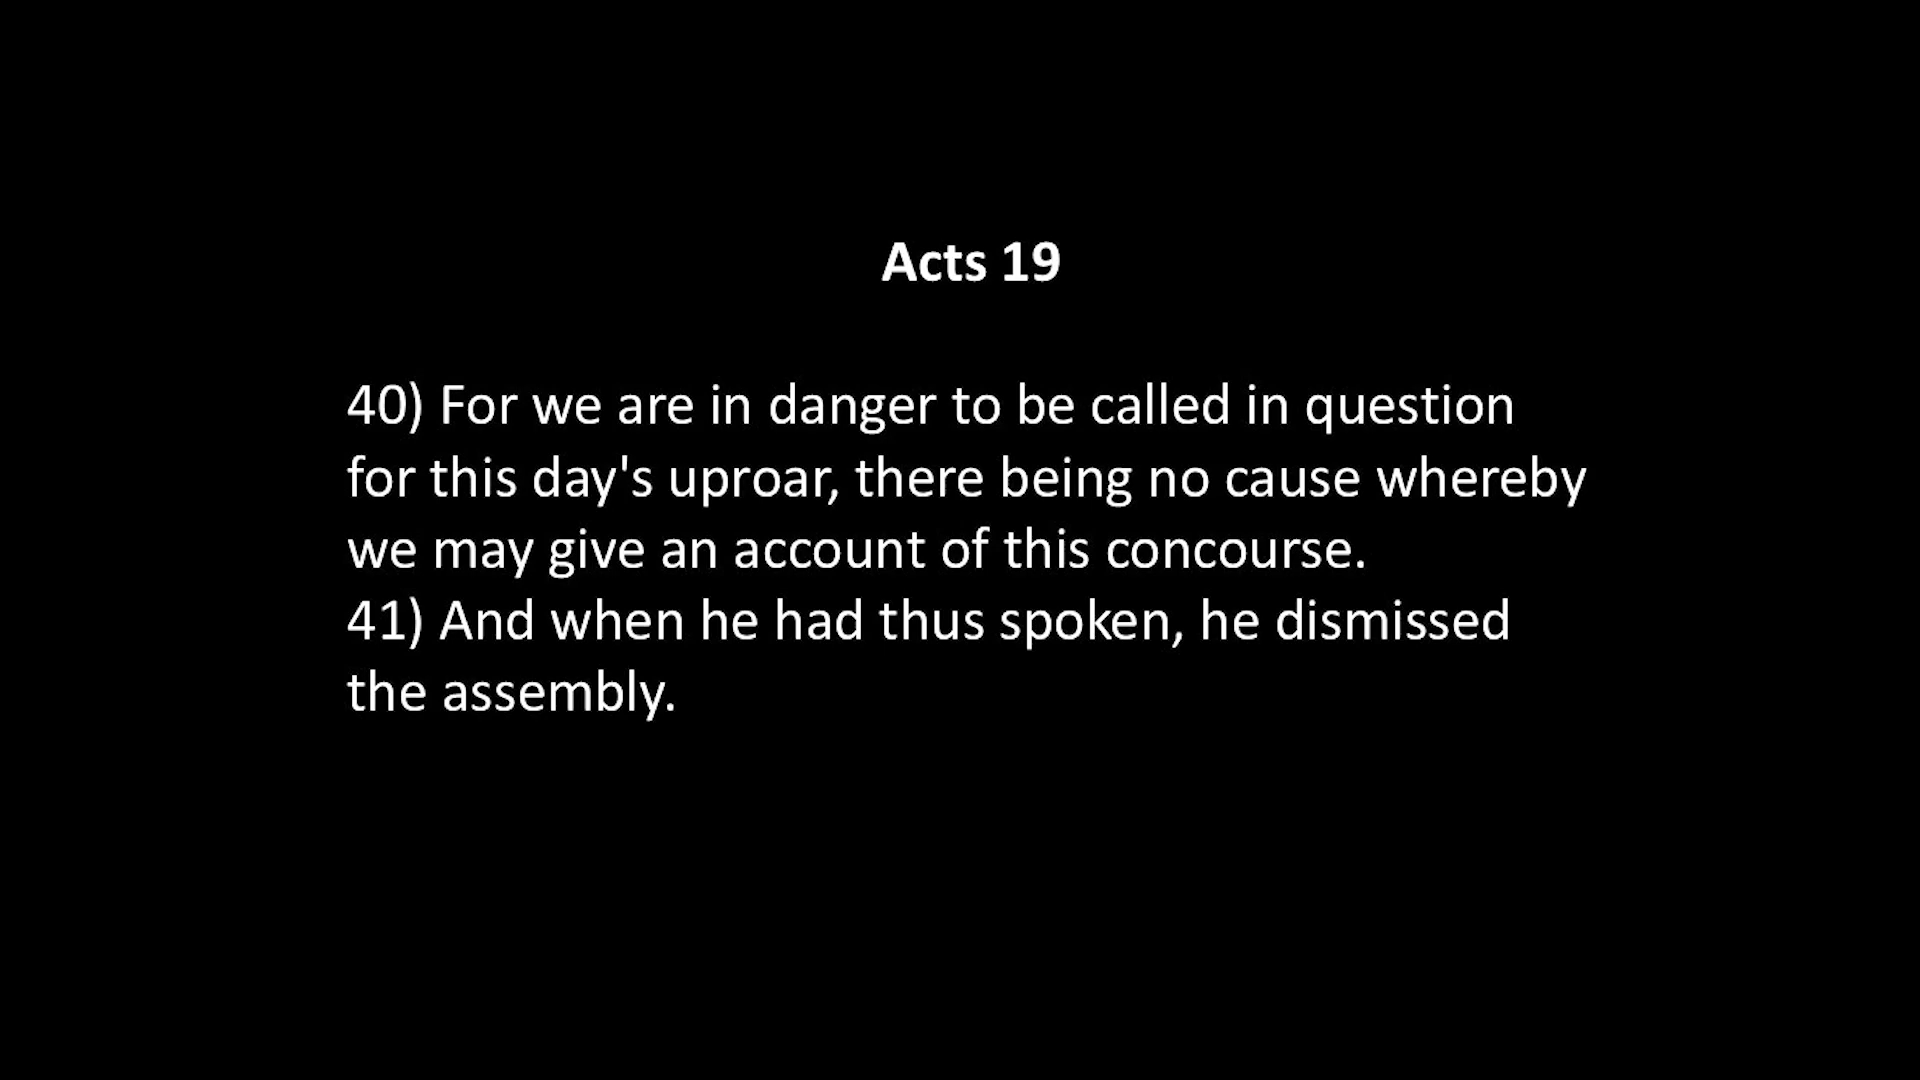 Acts 19
40) For we are in danger to be called in question
for this day's uproar, there being no cause whereby
we may give an account of this concourse.
41) And when he had thus spoken, he dismissed
the assembly.